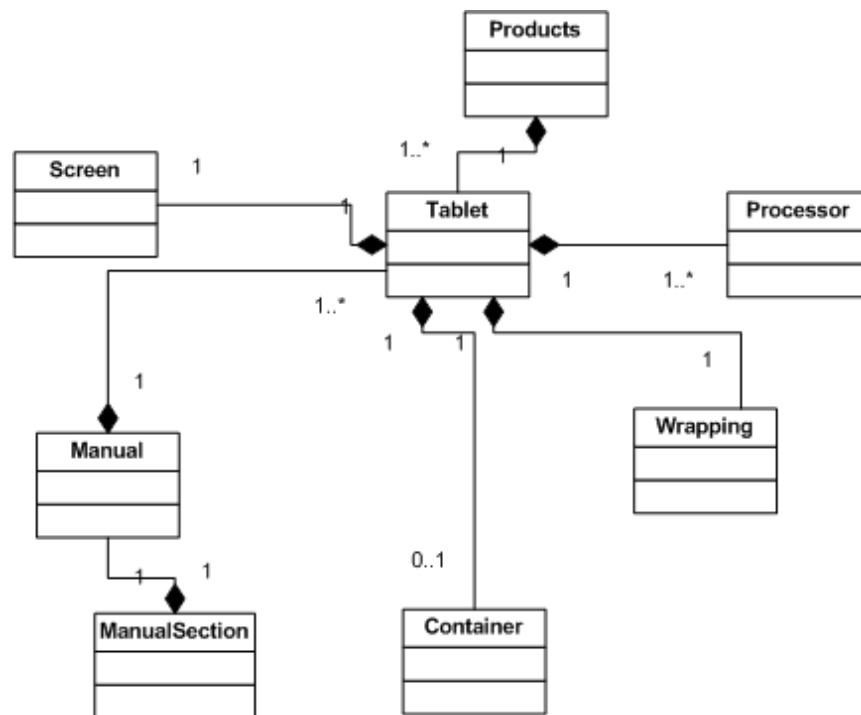 Products
1..*
1
Screen
1
1
Tablet
Processor
1..*
1
1
1
1..*
1
1
Manual
Wrapping
1
1
0..1
ManualSection
Container